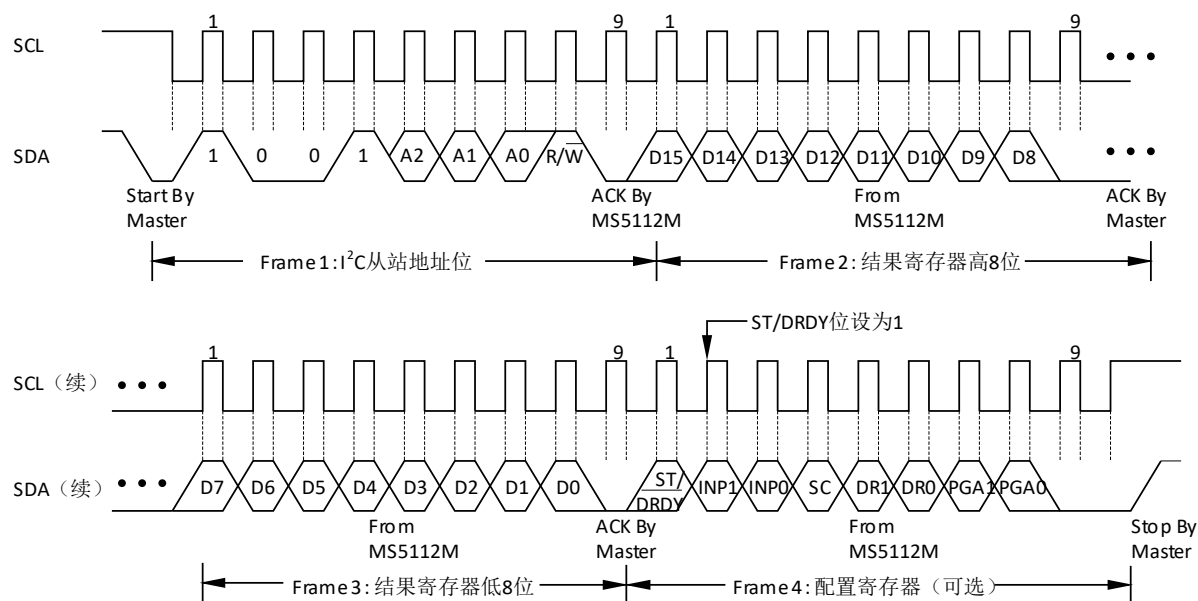 1 9 1 9
SCL
• • •
SDA
1 0 0 1 A2 A1 A0 R/W̅ D15 D14 D13 D12 D11 D10 D9 D8
• • •
Start By
Master
ACK By
MS5112M
From
MS5112M
ACK By
Master
Frame 1: I²C从站地址位
Frame 2: 结果寄存器高8位
ST/DRDY位设为1
1 9 1 9
SCL（续） • • •
SDA（续） • • •
D7 D6 D5 D4 D3 D2 D1 D0 ST/D̅R̅D̅Y̅ INP1 INP0 SC DR1 DR0 PGA1 PGA0
From
MS5112M
ACK By
Master
From
MS5112M
Stop By
Master
Frame 3: 结果寄存器低8位
Frame 4: 配置寄存器（可选）